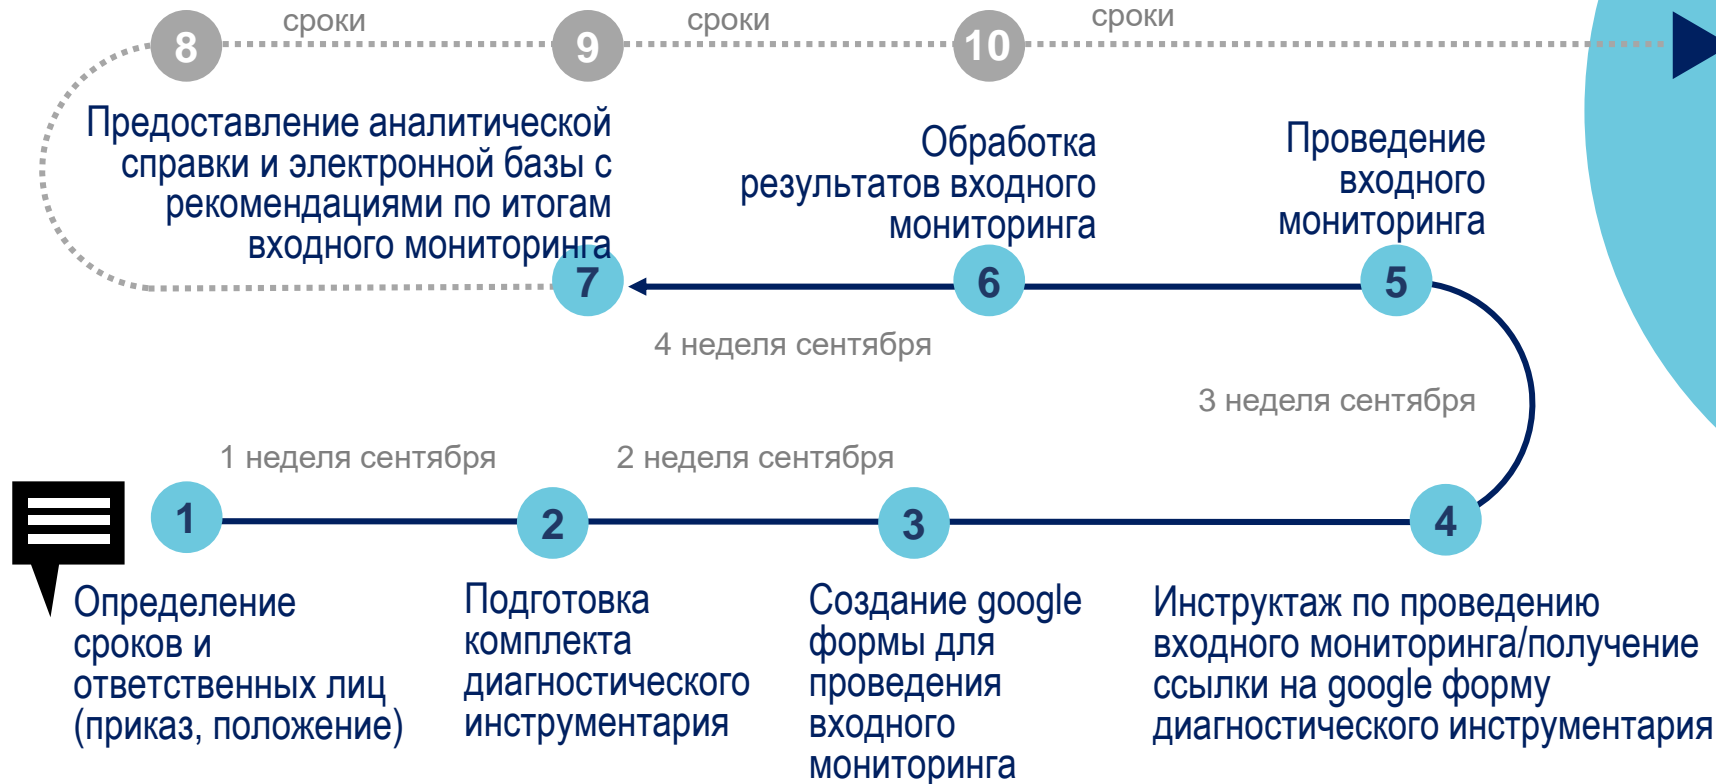 сроки
сроки
сроки
8
9
10
Предоставление аналитической
справки и электронной базы с
рекомендациями по итогам
входного мониторинга
Обработка
результатов входного
мониторинга
Проведение
входного
мониторинга
7
6
5
4 неделя сентября
3 неделя сентября
1 неделя сентября
2 неделя сентября
1
2
3
4
Определение
сроков и
ответственных лиц
(приказ, положение)
Подготовка
комплекта
диагностического
инструментария
Создание google
формы для
проведения
входного
мониторинга
Инструктаж по проведению
входного мониторинга/получение
ссылки на google форму
диагностического инструментария